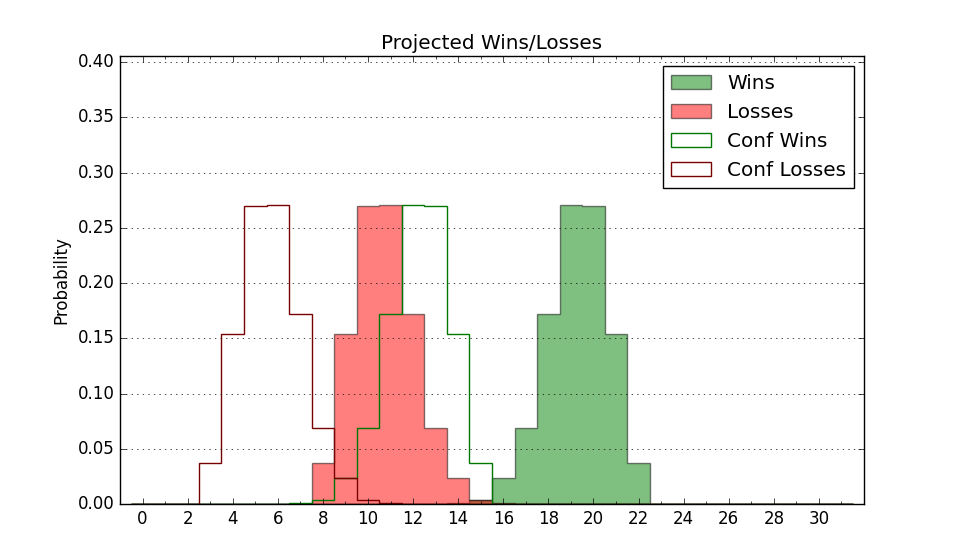 Projected Wins/Losses
0.40
0.35
0.30
0.25
0.20
0.15
0.10
0.05
0.00
Probability
Wins
Losses
Conf Wins
Conf Losses
0 2 4 6 8 10 12 14 16 18 20 22 24 26 28 30